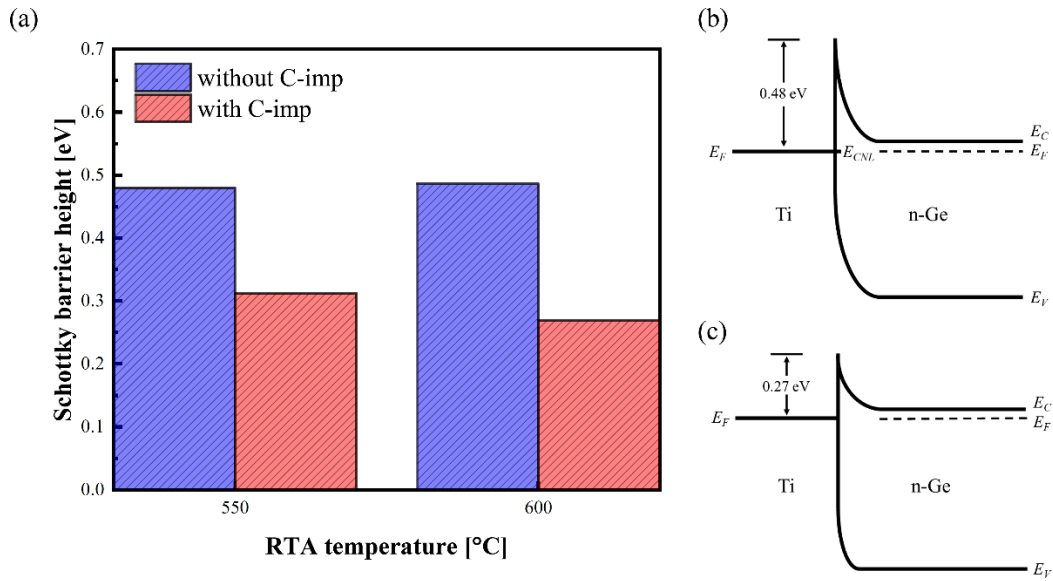 (a)
Schottky barrier height [eV]
0.7
0.6
0.5
0.4
0.3
0.2
0.1
0.0
without C-imp
with C-imp
550
600
RTA temperature [°C]
(b)
0.48 eV
E_C
E_F
E_CNL
E_F
Ti
n-Ge
E_V
(c)
0.27 eV
E_C
E_F
E_F
Ti
n-Ge
E_V